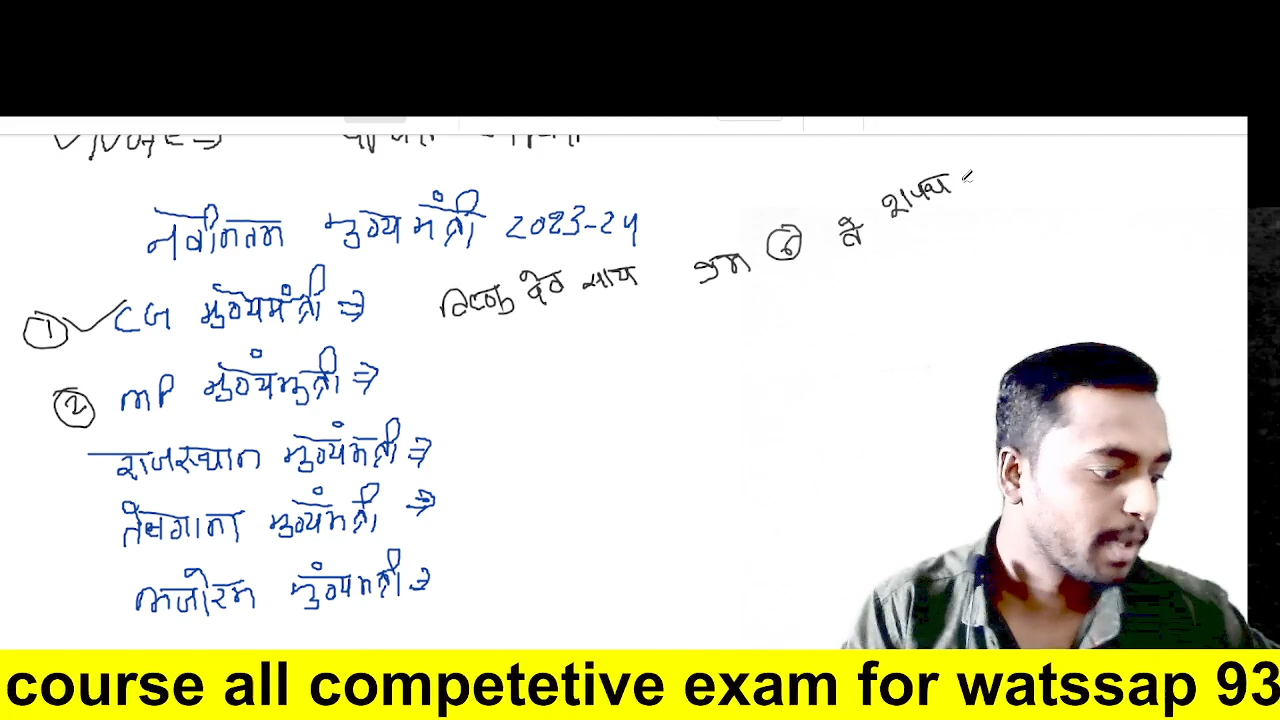 नवीनतम मुख्यमंत्री 2023-24
① CG मुख्यमंत्री ⇒ विष्णु देव साय ने शपथ
② MP मुख्यमंत्री ⇒
राजस्थान मुख्यमंत्री ⇒
तेलंगाना मुख्यमंत्री ⇒
मिजोरम मुख्यमंत्री ⇒
course all competetive exam for watssap 93